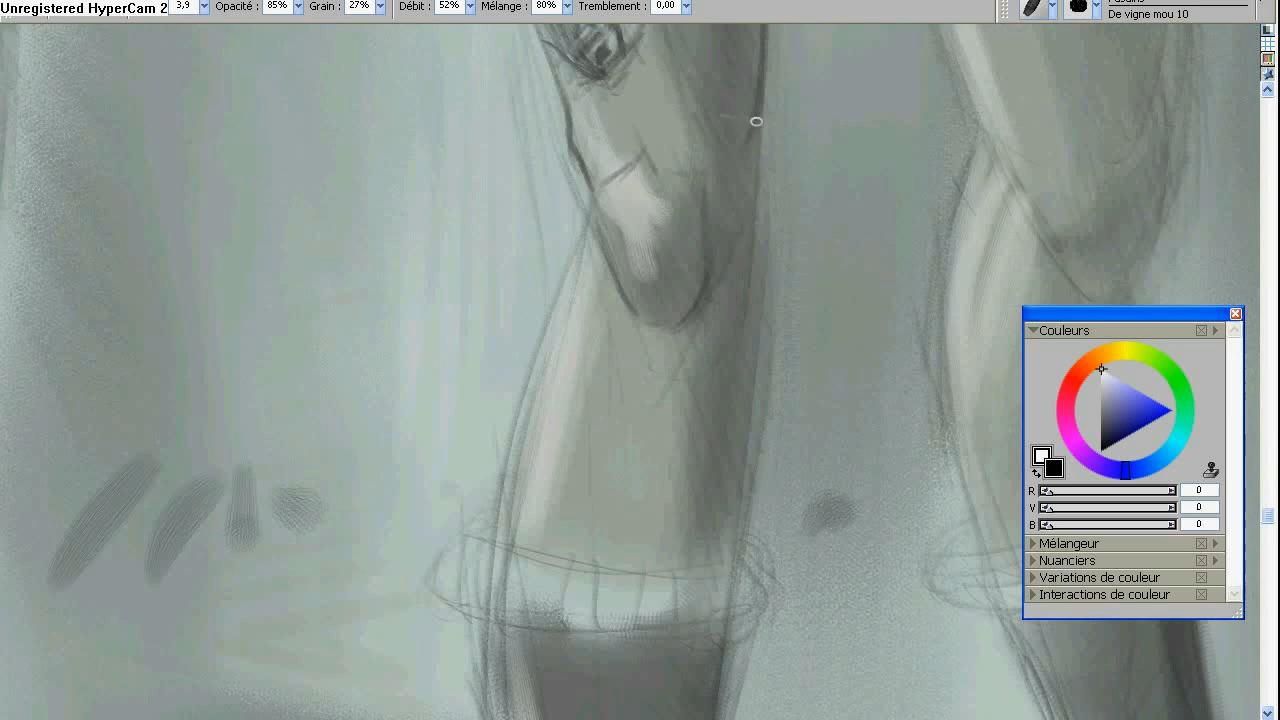 Unregistered HyperCam 2 3,9 Opacité : 85% Grain : 27% Débit : 52% Mélange : 80% Tremblement : 0,00
De vigne mou 10
Couleurs
R 0
V 0
B 0
Mélangeur
Nuanciers
Variations de couleur
Interactions de couleur